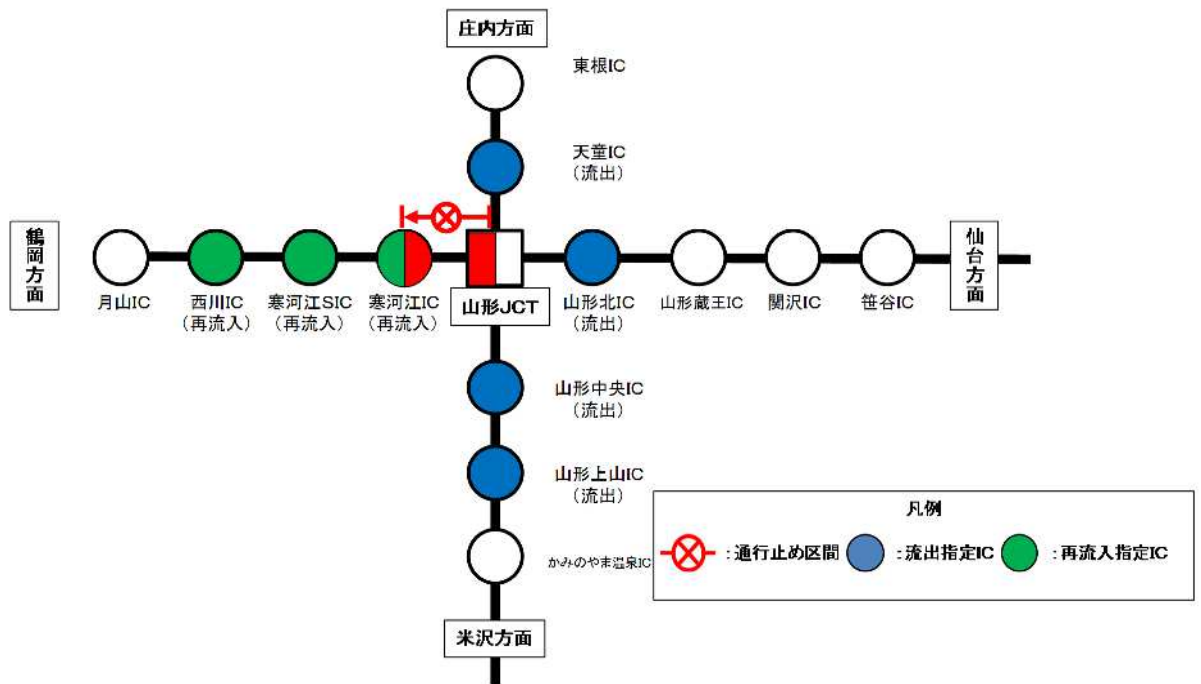 庄内方面
東根IC
天童IC
(流出)
鶴岡方面
仙台方面
月山IC
西川IC
(再流入)
寒河江SIC
(再流入)
寒河江IC
(再流入)
山形JCT
山形北IC
(流出)
山形蔵王IC
関沢IC
笹谷IC
山形中央IC
(流出)
山形上山IC
(流出)
かみのやま温泉IC
米沢方面
凡例
:通行止め区間
:流出指定IC
:再流入指定IC